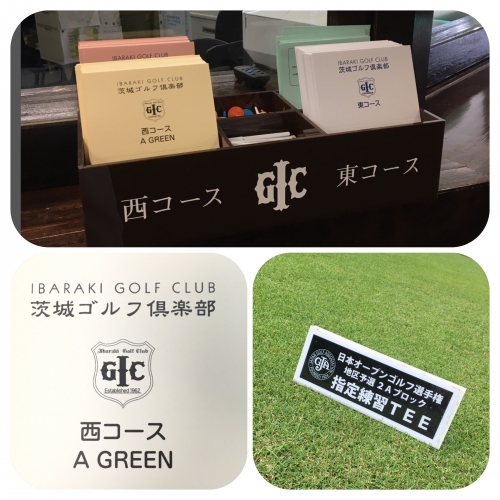 IBARAKI GOLF CLUB
茨城ゴルフ倶楽部
GIC
西コース
A GREEN
IBARAKI GOLF CLUB
茨城ゴルフ倶楽部
GIC
東コース
西コース
GIC
東コース
IBARAKI GOLF CLUB
茨城ゴルフ倶楽部
Ibaraki Golf Club
GIC
Established 1962
西コース
A GREEN
日本オープンゴルフ選手権
地区予選 2Aブロック
指定練習TEE